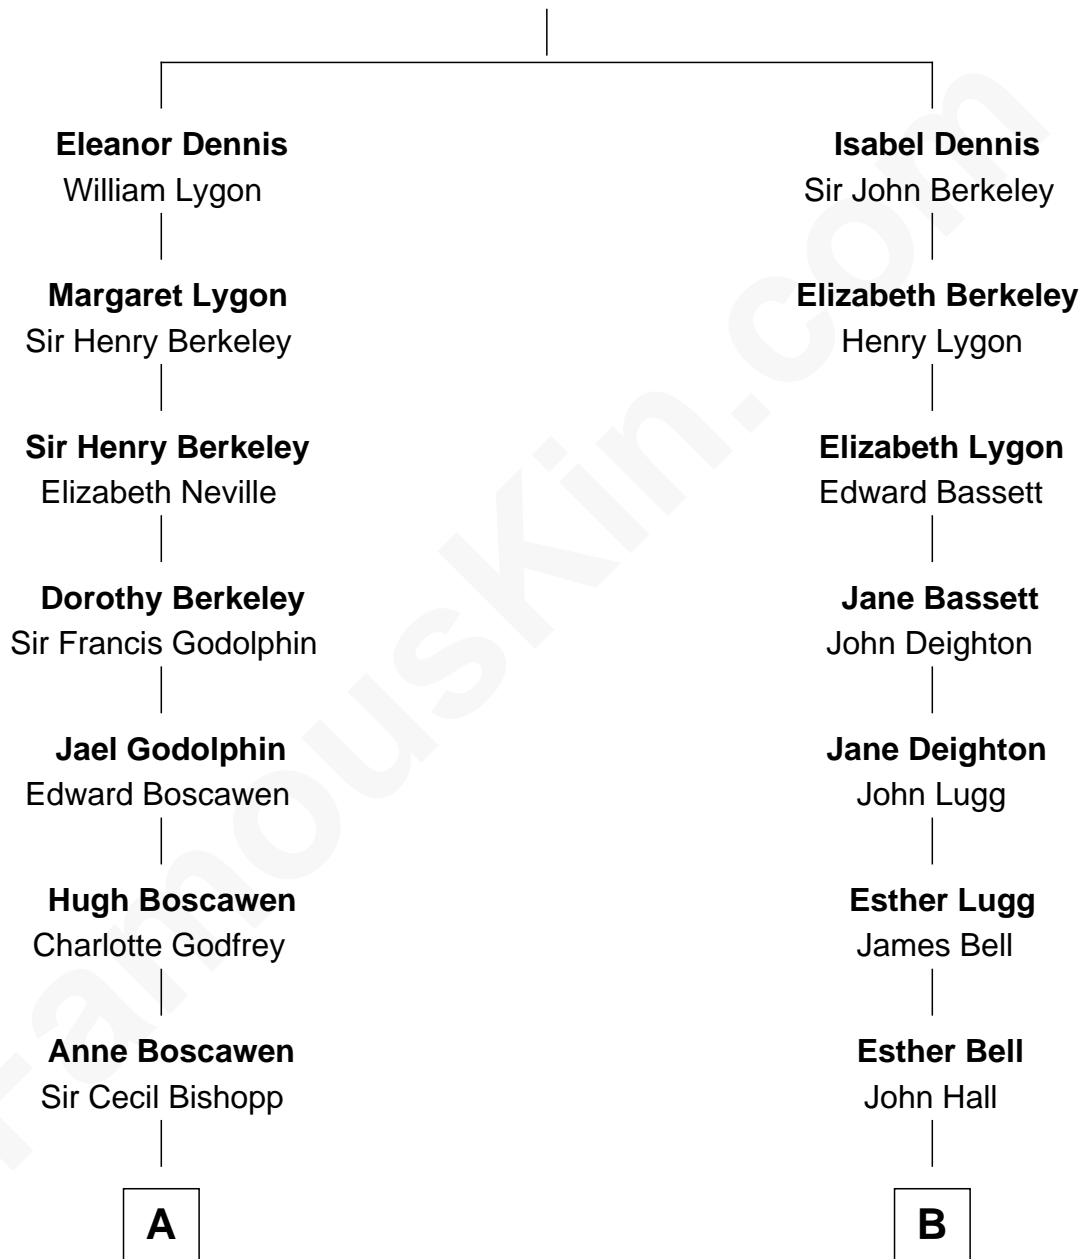 Eleanor Dennis
William Lygon
Margaret Lygon
Sir Henry Berkeley
Sir Henry Berkeley
Elizabeth Neville
Dorothy Berkeley
Sir Francis Godolphin
Jael Godolphin
Edward Boscawen
Hugh Boscawen
Charlotte Godfrey
Anne Boscawen
Sir Cecil Bishopp
A
Isabel Dennis
Sir John Berkeley
Elizabeth Berkeley
Henry Lygon
Elizabeth Lygon
Edward Bassett
Jane Bassett
John Deighton
Jane Deighton
John Lugg
Esther Lugg
James Bell
Esther Bell
John Hall
B
FamousKin.com